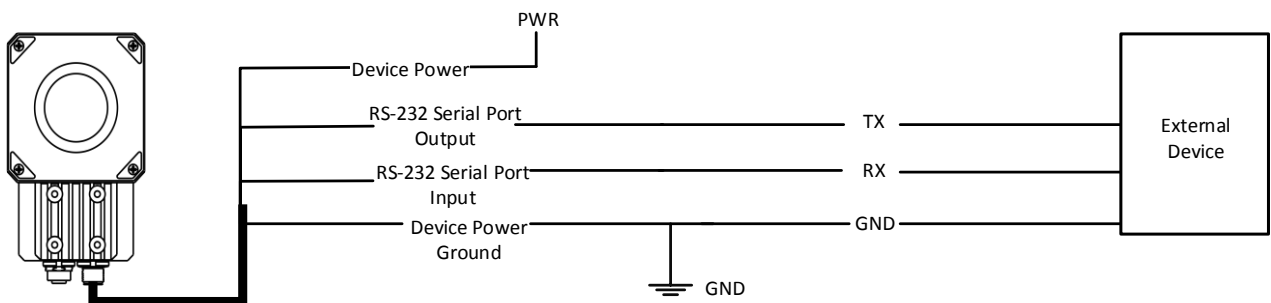 PWR
Device Power
RS-232 Serial Port
Output
TX
RS-232 Serial Port
Input
RX
Device Power
Ground
GND
GND
External
Device